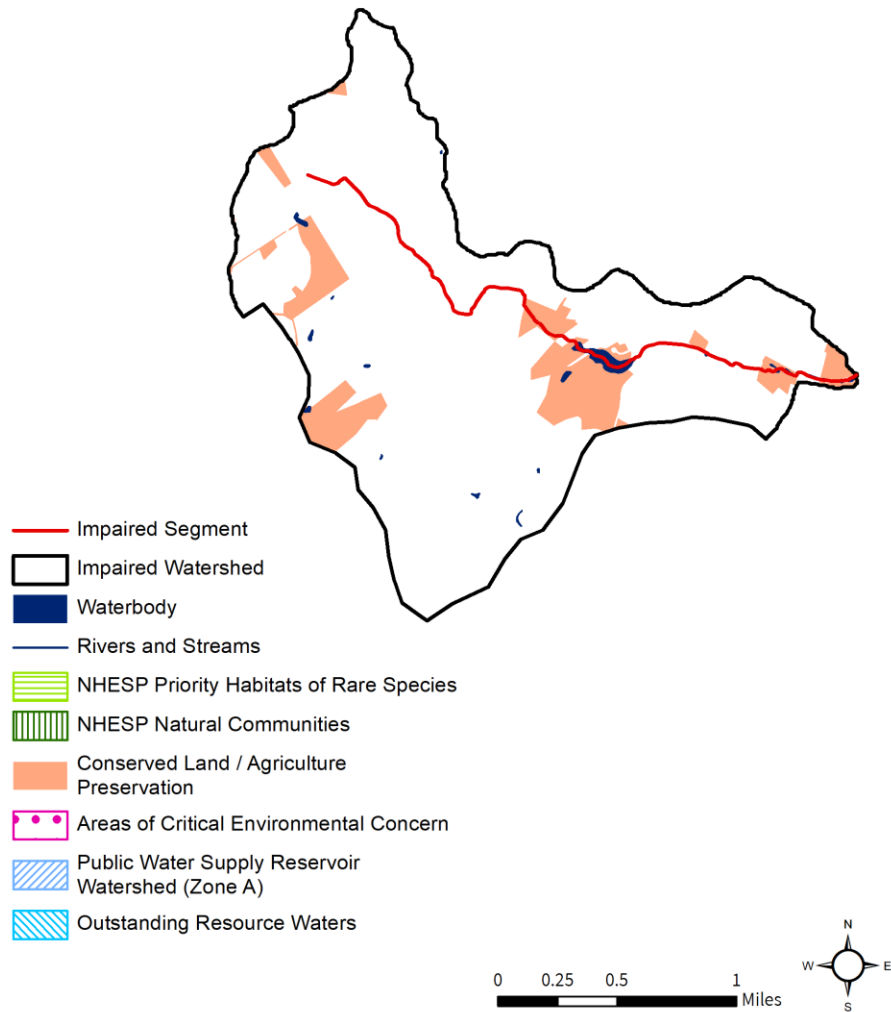 Impaired Segment
Impaired Watershed
Waterbody
Rivers and Streams
NHESP Priority Habitats of Rare Species
NHESP Natural Communities
Conserved Land / Agriculture
Preservation
Areas of Critical Environmental Concern
Public Water Supply Reservoir
Watershed (Zone A)
Outstanding Resource Waters
N
W E
S
0 0.25 0.5 1
Miles